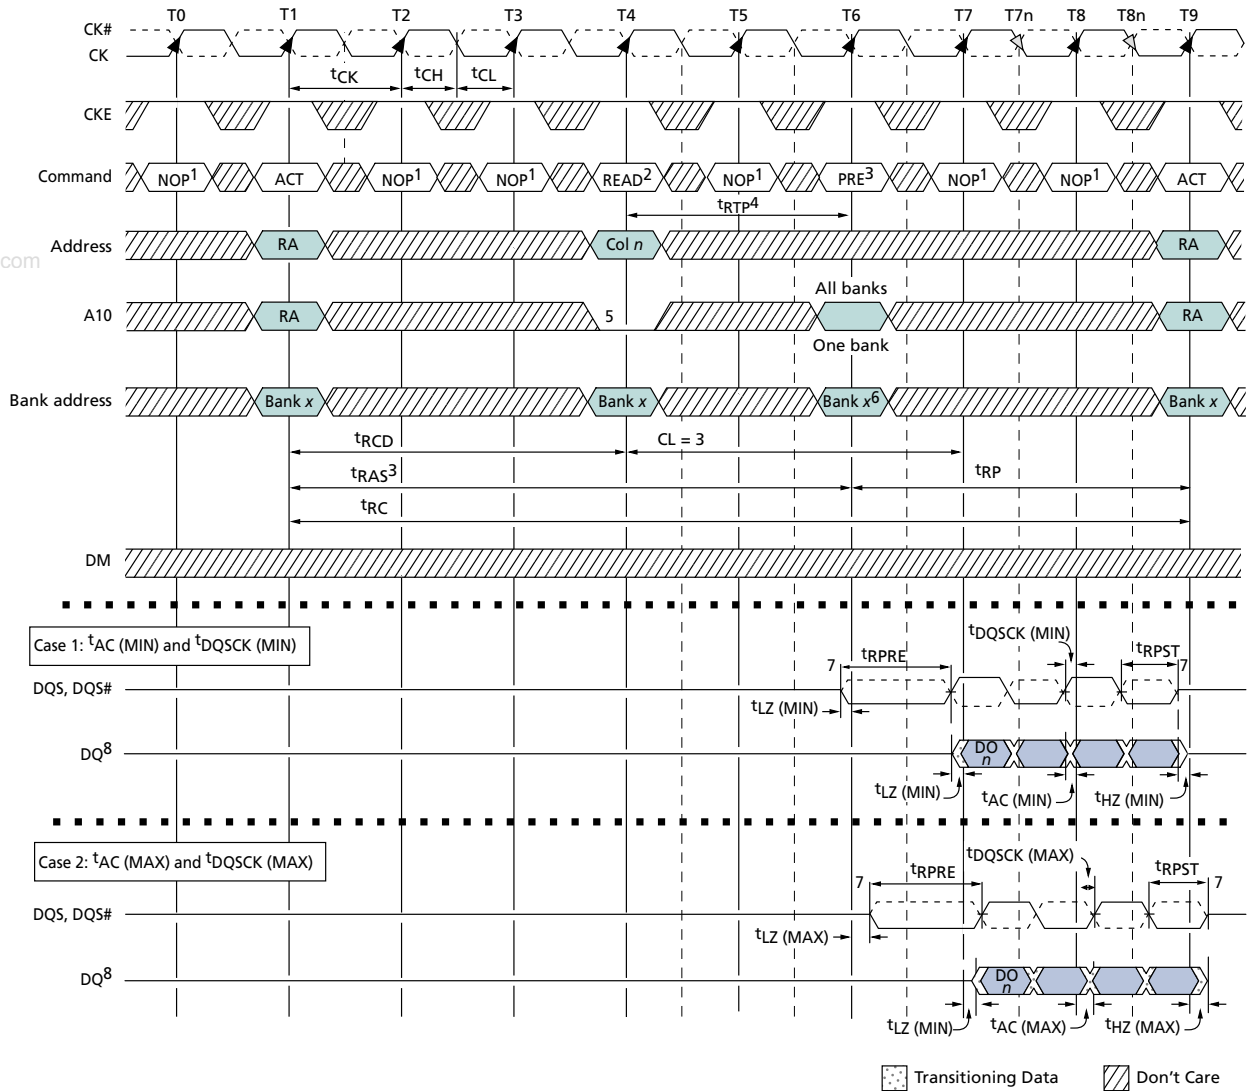 T0 T1 T2 T3 T4 T5 T6 T7 T7n T8 T8n T9
CK#
CK
tCK tCH tCL
CKE
Command NOP1 ACT NOP1 NOP1 READ2 NOP1 PRE3 NOP1 NOP1 ACT
tRTP4
Address RA Col n RA
com
All banks
A10 RA 5 RA
One bank
Bank address Bank x Bank x Bank x6 Bank x
tRCD CL = 3
tRAS3 tRP
tRC
DM
Case 1: tAC (MIN) and tDQSCK (MIN)
tDQSCK (MIN)
7 tRPRE tRPST 7
DQS, DQS#
tLZ (MIN)
DQ8 DO n
tLZ (MIN) tAC (MIN) tHZ (MIN)
Case 2: tAC (MAX) and tDQSCK (MAX)
tDQSCK (MAX)
7 tRPRE tRPST 7
DQS, DQS#
tLZ (MAX)
DQ8 DO n
tLZ (MIN) tAC (MAX) tHZ (MAX)
Transitioning Data Don't Care